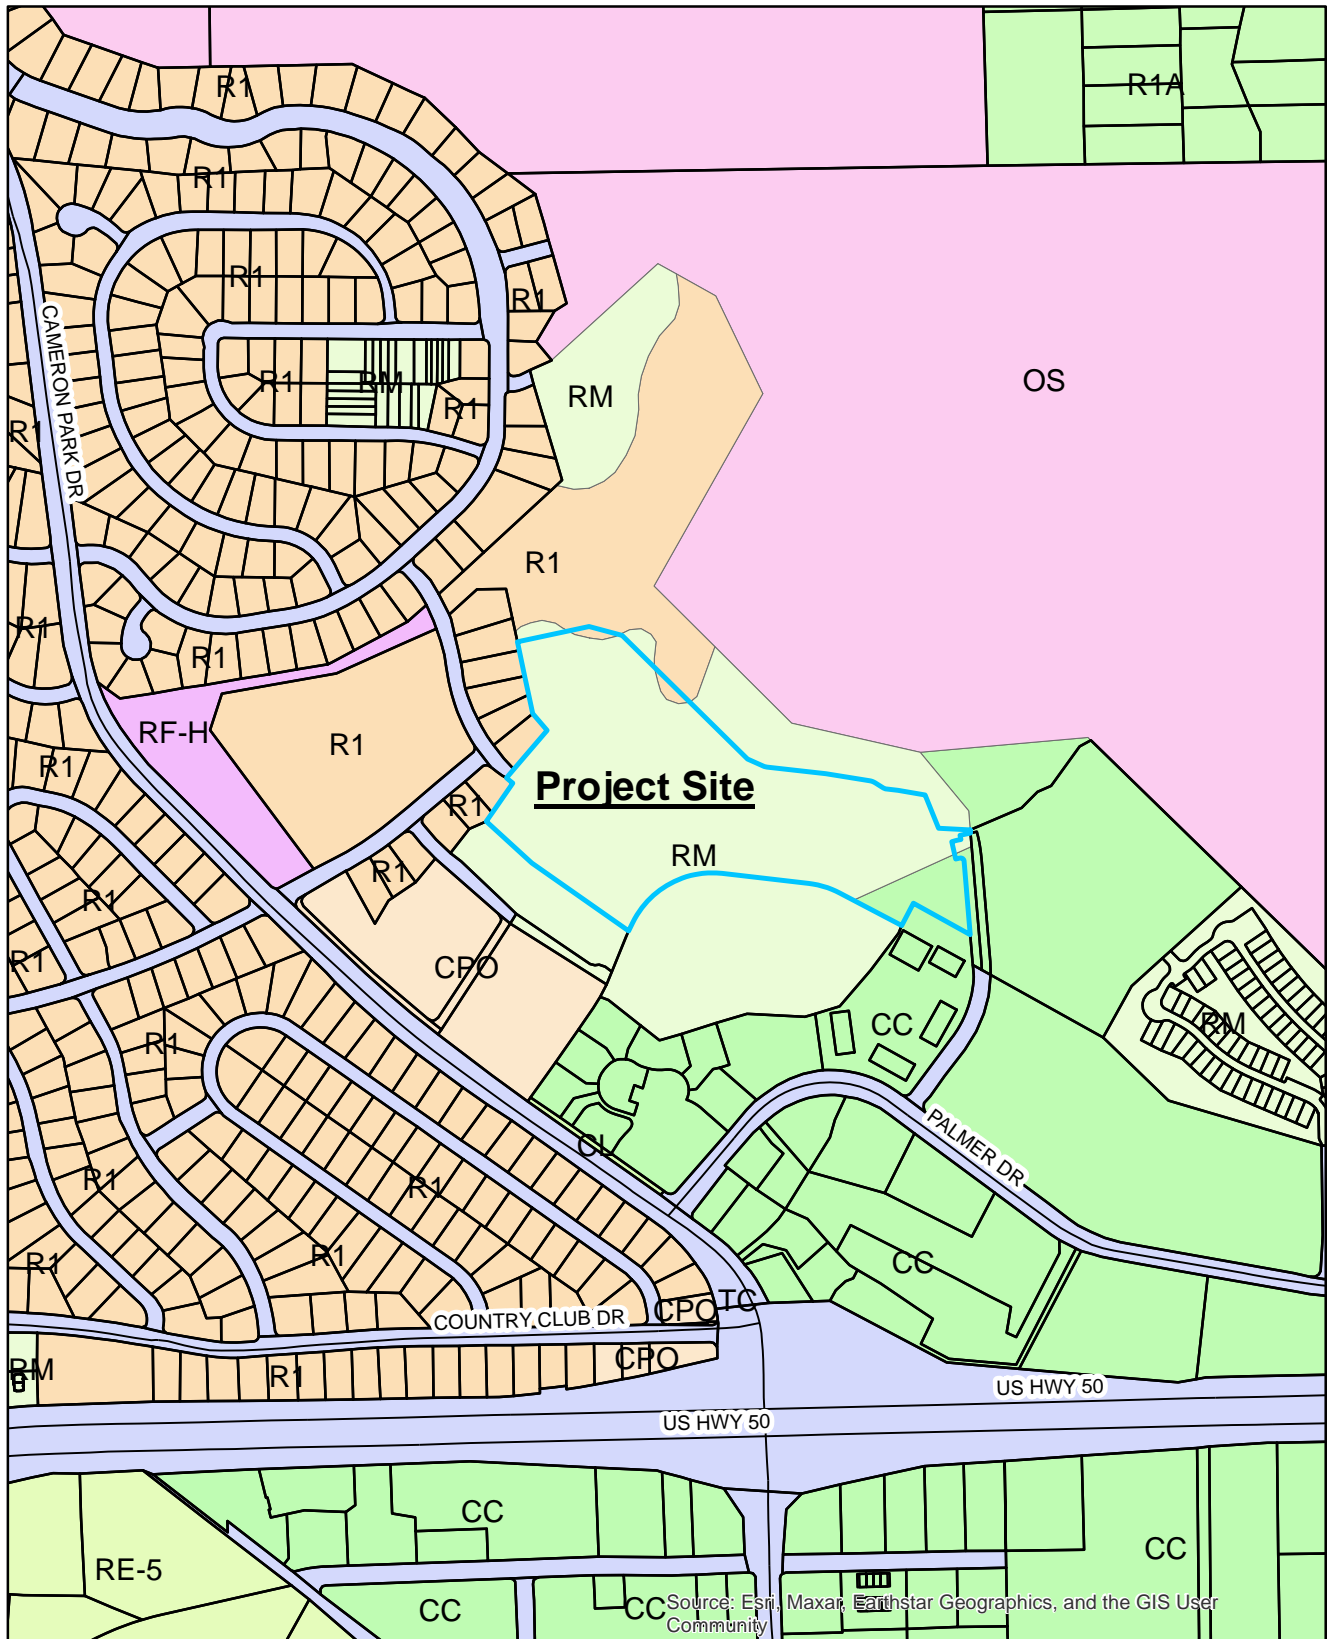 R1
R1A
R1
R1
R1
CAMERON PARK DR
R1
RM
RM
OS
R1
R1
R1
R1
R1
RF-H
R1
R1
Project Site
R1
RM
R1
R1
R1
CPO
CC
RM
R1
PALMER DR
CL
R1
R1
R1
R1
CC
TC
CPO
COUNTRY CLUB DR
CPO
RM
R1
US HWY 50
US HWY 50
CC
CC
RE-5
CC
CC
Source: Esri, Maxar, Earthstar Geographics, and the GIS User
Community